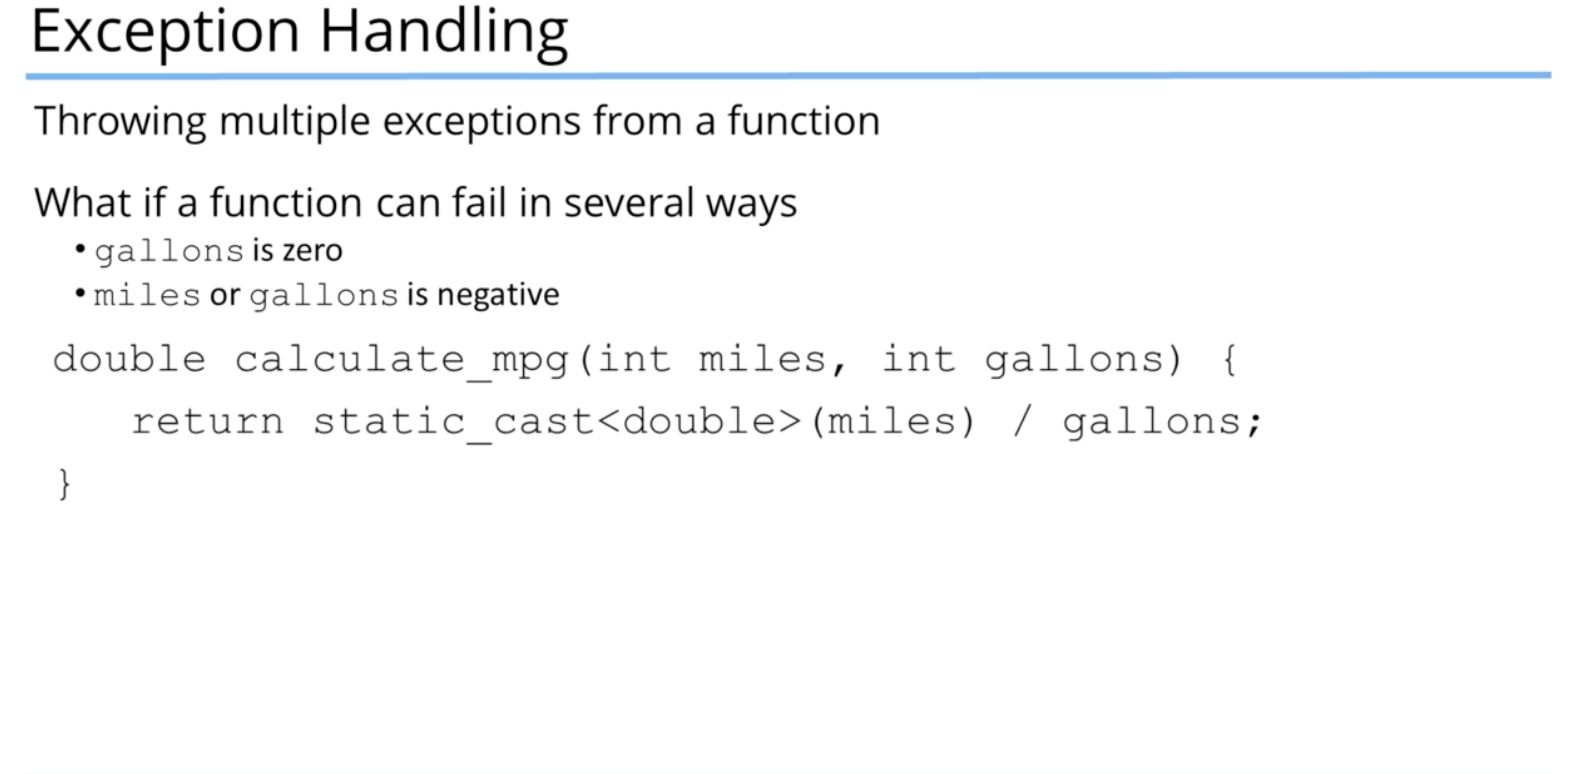 Exception Handling
Throwing multiple exceptions from a function
What if a function can fail in several ways
• gallons is zero
• miles or gallons is negative
double calculate_mpg(int miles, int gallons) {
return static_cast<double>(miles) / gallons;
}